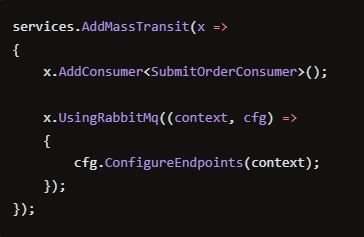 services.AddMassTransit(x =>
{
    x.AddConsumer<SubmitOrderConsumer>();

    x.UsingRabbitMq((context, cfg) =>
    {
        cfg.ConfigureEndpoints(context);
    });
});